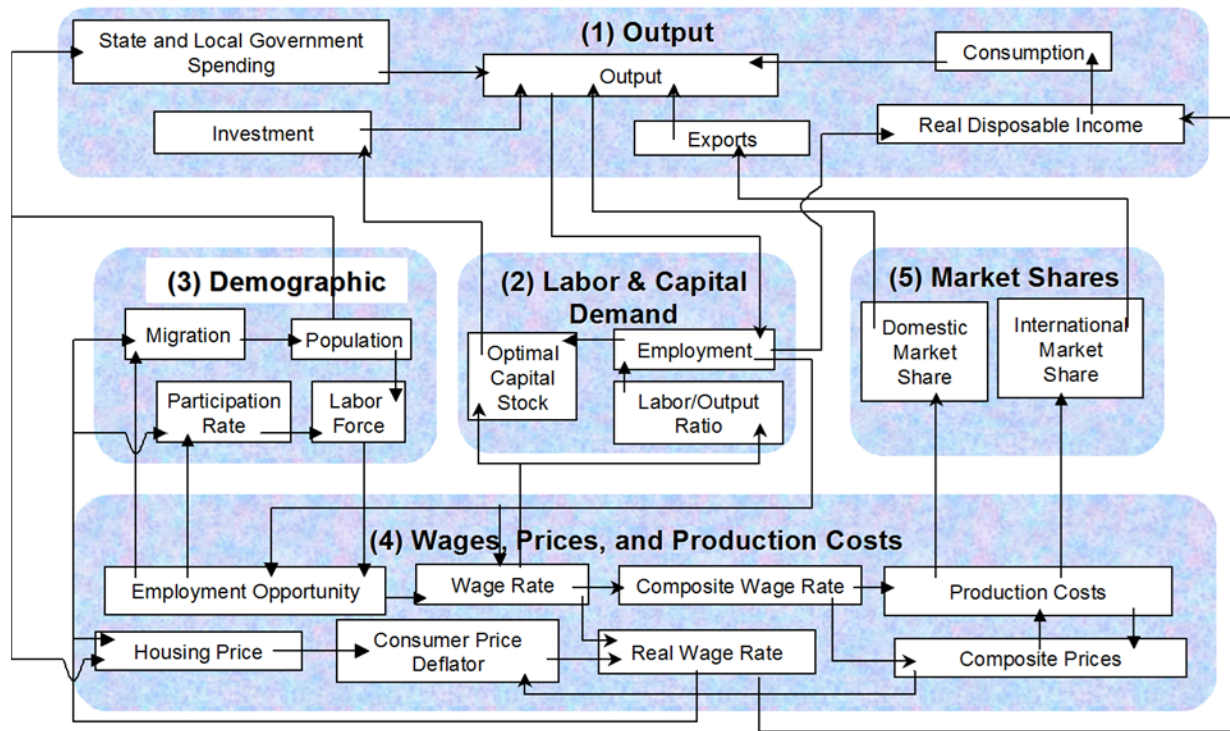 (1) Output
State and Local Government
Spending
Output
Consumption
Investment
Exports
Real Disposable Income
(3) Demographic
Migration
Population
Participation
Rate
Labor
Force
(2) Labor & Capital
Demand
Optimal
Capital
Stock
Employment
Labor/Output
Ratio
(5) Market Shares
Domestic
Market
Share
International
Market
Share
(4) Wages, Prices, and Production Costs
Employment Opportunity
Wage Rate
Composite Wage Rate
Production Costs
Housing Price
Consumer Price
Deflator
Real Wage Rate
Composite Prices